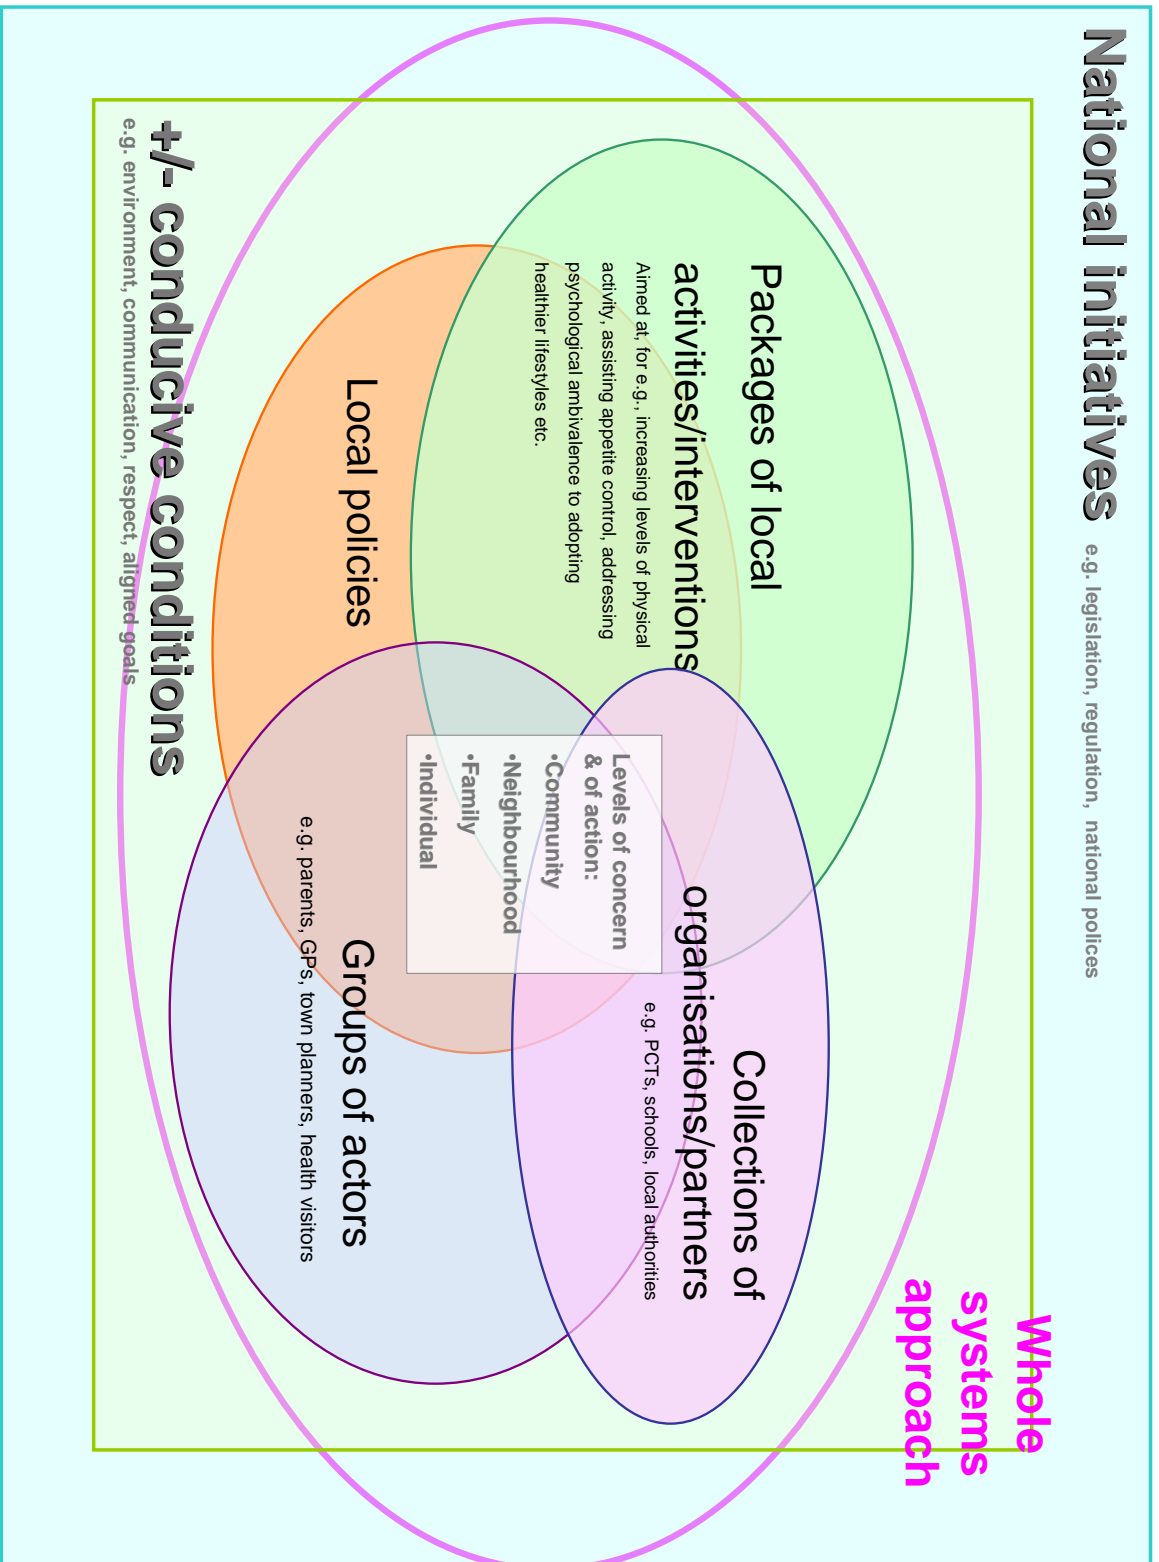 National initiatives e.g. legislation, regulation, national polices
Whole
systems
approach
Packages of local
activities/interventions
Aimed at, for e.g., increasing levels of physical
activity, assisting appetite control, addressing
psychological ambivalence to adopting
healthier lifestyles etc.
Collections of
organisations/partners
e.g. PCTs, schools, local authorities
Levels of concern
& of action:
•Community
•Neighbourhood
•Family
•Individual
Local policies
Groups of actors
e.g. parents, GPs, town planners, health visitors
+/- conducive conditions
e.g. environment, communication, respect, aligned goals